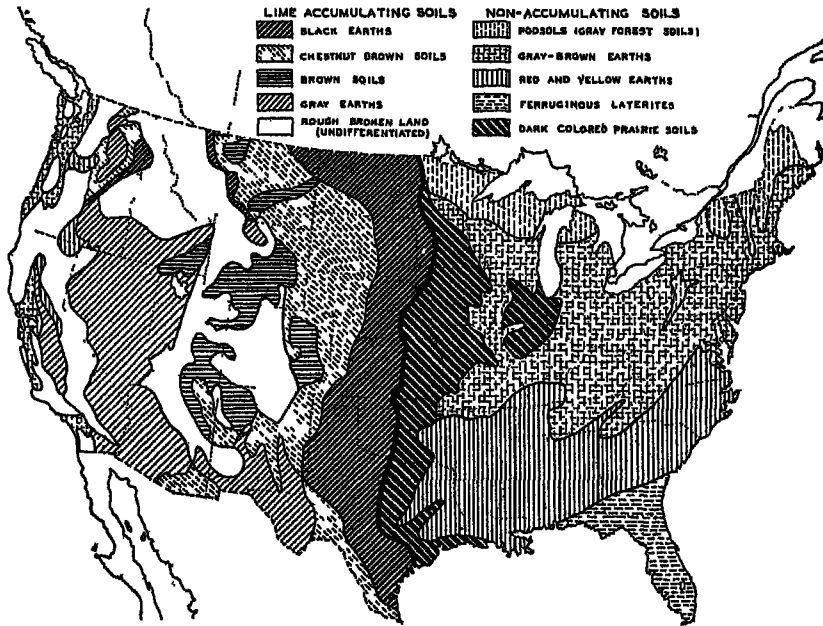 LIME ACCUMULATING SOILS
BLACK EARTHS
CHESTNUT BROWN SOILS
BROWN SOILS
GRAY EARTHS
ROUGH BROKEN LAND
(UNDIFFERENTIATED)
NON-ACCUMULATING SOILS
PODSOLS (GRAY FOREST SOILS)
GRAY-BROWN EARTHS
RED AND YELLOW EARTHS
FERRUGINOUS LATERITES
DARK COLORED PRAIRIE SOILS